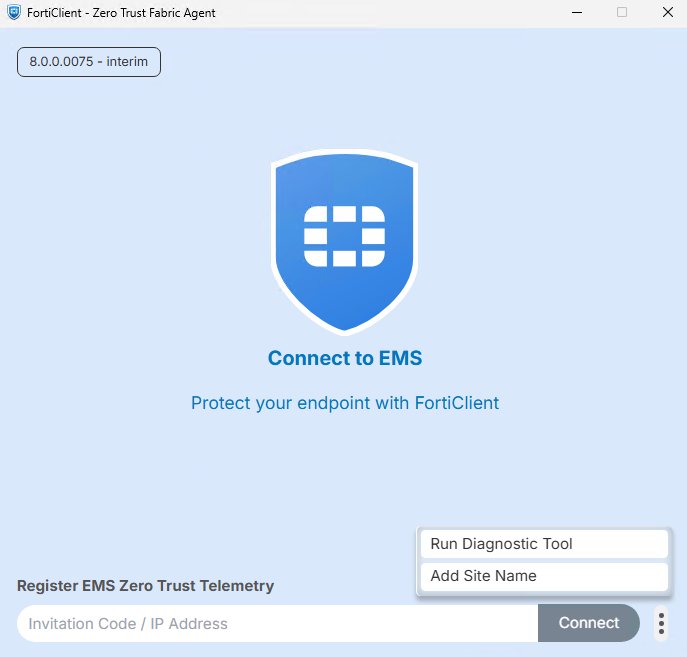 FortiClient - Zero Trust Fabric Agent
8.0.0.0075 - interim
Connect to EMS
Protect your endpoint with FortiClient
Run Diagnostic Tool
Add Site Name
Register EMS Zero Trust Telemetry
Invitation Code / IP Address
Connect